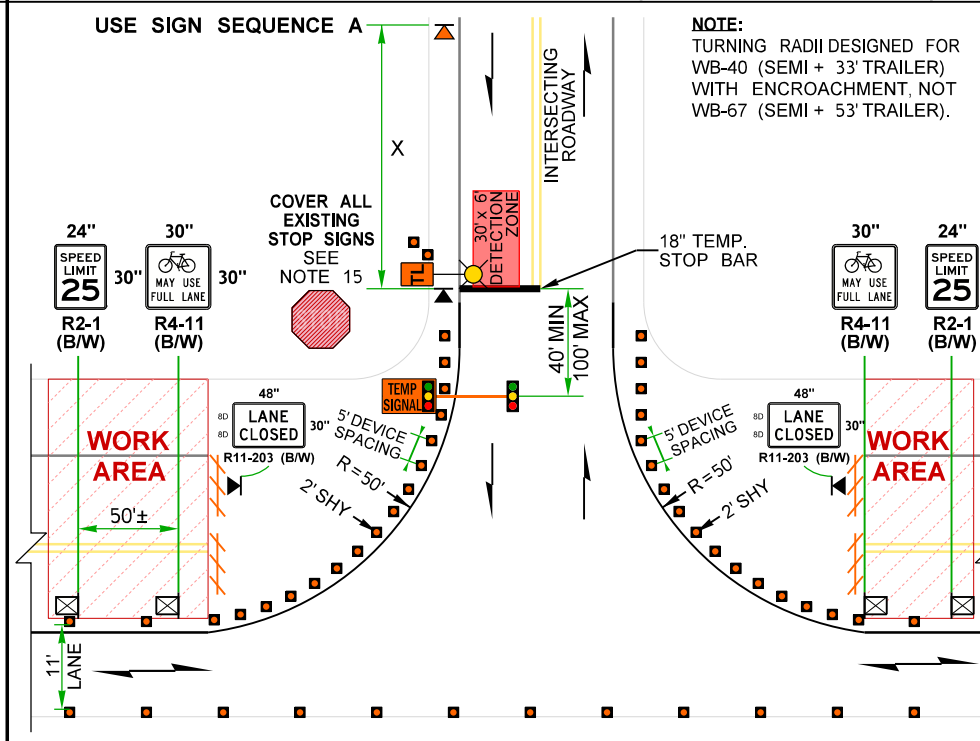 USE SIGN SEQUENCE A
NOTE:
TURNING RADII DESIGNED FOR
WB-40 (SEMI + 33' TRAILER)
WITH ENCROACHMENT, NOT
WB-67 (SEMI + 53' TRAILER).
INTERSECTING
ROADWAY
X
COVER ALL
EXISTING
STOP SIGNS
SEE
NOTE 15
STOP
30' x 6'
DETECTION
ZONE
TL
18" TEMP.
STOP BAR
40' MIN
100' MAX
24"
SPEED
LIMIT
25
30"
R2-1
(B/W)
30"
MAY USE
FULL LANE
30"
R4-11
(B/W)
30"
MAY USE
FULL LANE
30"
R4-11
(B/W)
24"
SPEED
LIMIT
25
R2-1
(B/W)
TEMP
SIGNAL
48"
8D
LANE
8D
CLOSED
30"
R11-203 (B/W)
48"
8D
LANE
8D
CLOSED
30"
R11-203 (B/W)
WORK
AREA
WORK
AREA
5' DEVICE
SPACING
5' DEVICE
SPACING
R=50'
2' SHY
R=50'
2' SHY
50'±
11'
LANE